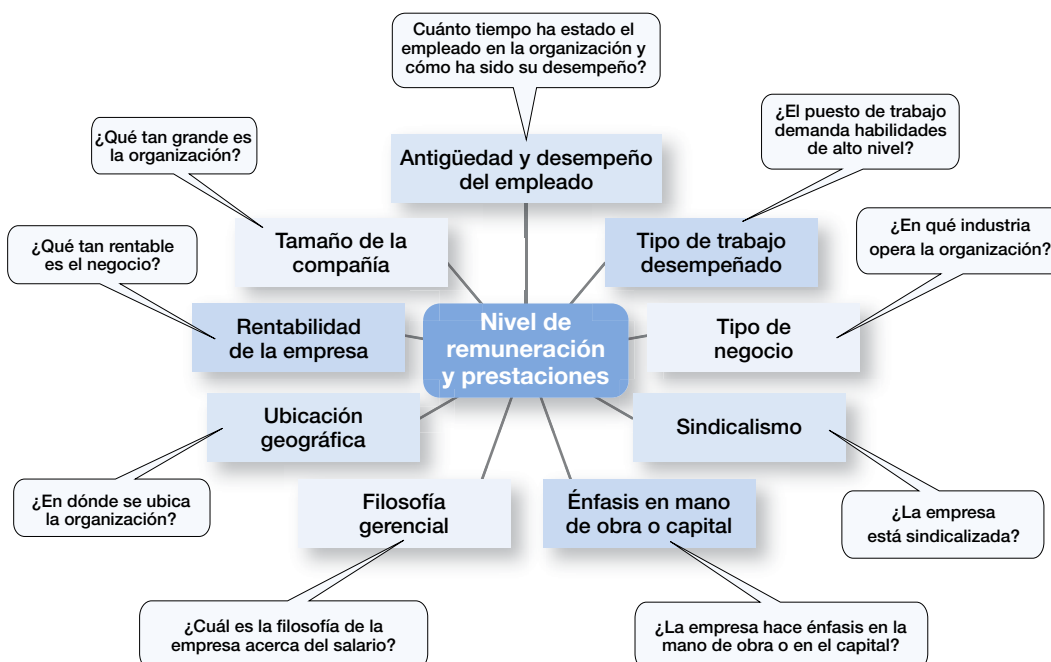 Cuánto tiempo ha estado el
empleado en la organización y
cómo ha sido su desempeño?
¿Qué tan grande es
la organización?
¿El puesto de trabajo
demanda habilidades
de alto nivel?
Antigüedad y desempeño
del empleado
¿Qué tan rentable
es el negocio?
Tamaño de la
compañía
Tipo de trabajo
desempeñado
¿En qué industria
opera la organización?
Rentabilidad
de la empresa
Nivel de
remuneración
y prestaciones
Tipo de
negocio
Ubicación
geográfica
Sindicalismo
¿En dónde se ubica
la organización?
Filosofía
gerencial
Énfasis en mano
de obra o capital
¿La empresa
está sindicalizada?
¿Cuál es la filosofía de la
empresa acerca del salario?
¿La empresa hace énfasis en la
mano de obra o en el capital?